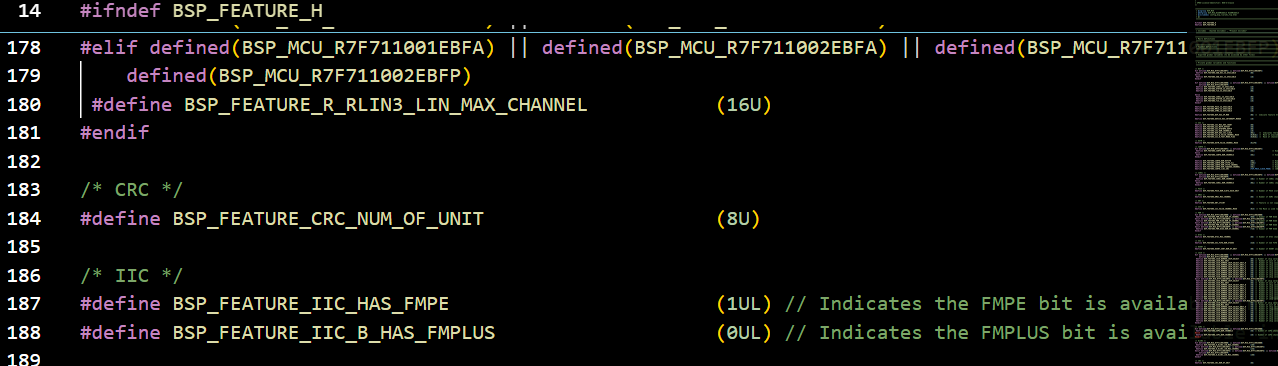 14 #ifndef BSP_FEATURE_H
178 #elif defined(BSP_MCU_R7F711001EBFA) || defined(BSP_MCU_R7F711002EBFA) || defined(BSP_MCU_R7F711
179 defined(BSP_MCU_R7F711002EBFP)
180 #define BSP_FEATURE_R_RLIN3_LIN_MAX_CHANNEL (16U)
181 #endif
182
183 /* CRC */
184 #define BSP_FEATURE_CRC_NUM_OF_UNIT (8U)
185
186 /* IIC */
187 #define BSP_FEATURE_IIC_HAS_FMPE (1UL) // Indicates the FMPE bit is availa
188 #define BSP_FEATURE_IIC_B_HAS_FMPLUS (0UL) // Indicates the FMPLUS bit is avai
189